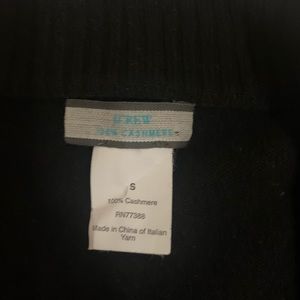 J. CREW
100% CASHMERE
S
100% Cashmere
RN77388
Made in China of Italian
Yarn